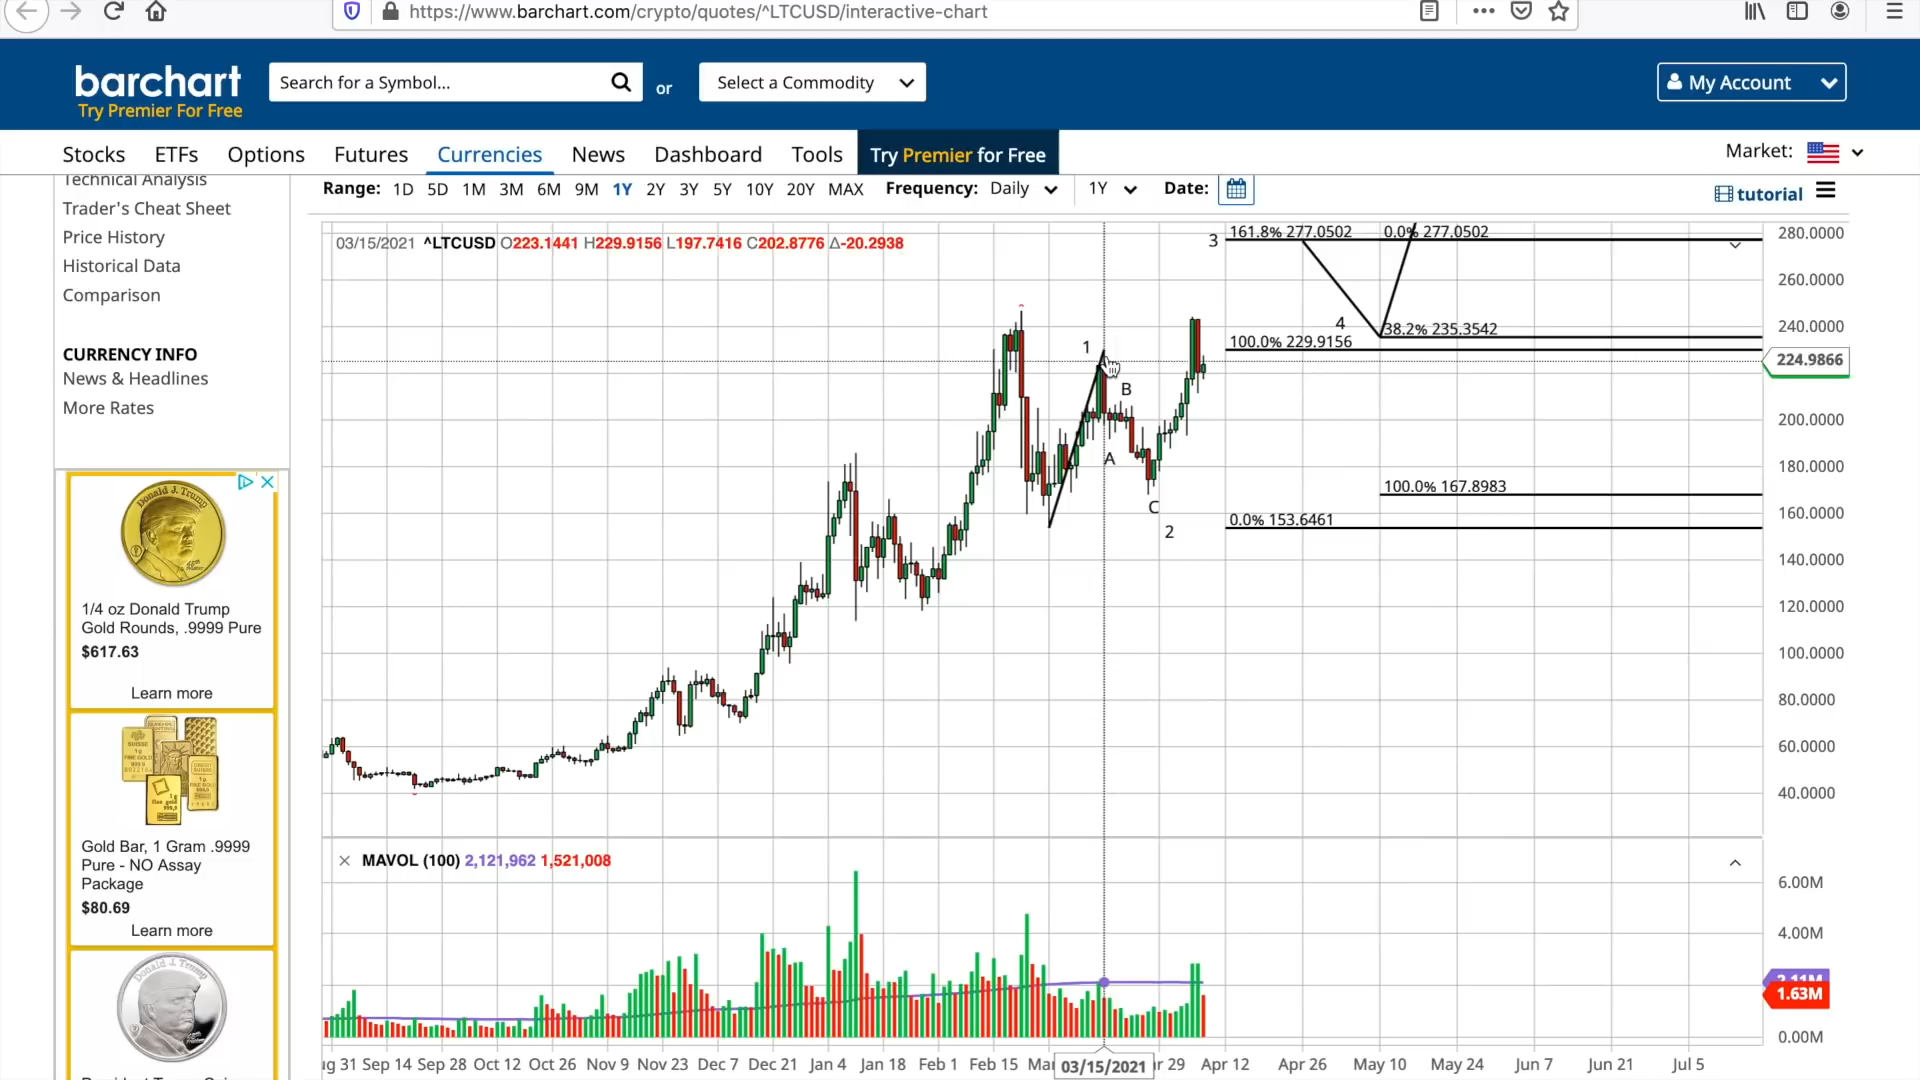 https://www.barchart.com/crypto/quotes/^LTCUSD/interactive-chart
barchart
Try Premier For Free
Search for a Symbol...
or
Select a Commodity
My Account
Stocks ETFs Options Futures Currencies News Dashboard Tools Try Premier for Free
Market:
Technical Analysis
Trader's Cheat Sheet
Price History
Historical Data
Comparison
CURRENCY INFO
News & Headlines
More Rates
Range: 1D 5D 1M 3M 6M 9M 1Y 2Y 3Y 5Y 10Y 20Y MAX Frequency: Daily 1Y Date:
tutorial
03/15/2021 ^LTCUSD O223.1441 H229.9156 L197.7416 C202.8776 Δ-20.2938
3
161.8% 277.0502
0.0% 277.0502
4
38.2% 235.3542
100.0% 229.9156
1
B
A
C
2
100.0% 167.8983
0.0% 153.6461
280.0000
260.0000
240.0000
224.9866
200.0000
180.0000
160.0000
140.0000
120.0000
100.0000
80.0000
60.0000
40.0000
MAVOL (100) 2,121,962 1,521,008
6.00M
4.00M
2.11M
1.63M
0.00M
ug 31 Sep 14 Sep 28 Oct 12 Oct 26 Nov 9 Nov 23 Dec 7 Dec 21 Jan 4 Jan 18 Feb 1 Feb 15 Mar 03/15/2021 ar 29 Apr 12 Apr 26 May 10 May 24 Jun 7 Jun 21 Jul 5
Donald J. Trump
1/4 oz Donald Trump
Gold Rounds, .9999 Pure
$617.63
Learn more
Gold Bar, 1 Gram .9999
Pure - NO Assay
Package
$80.69
Learn more
Donald J. Trump